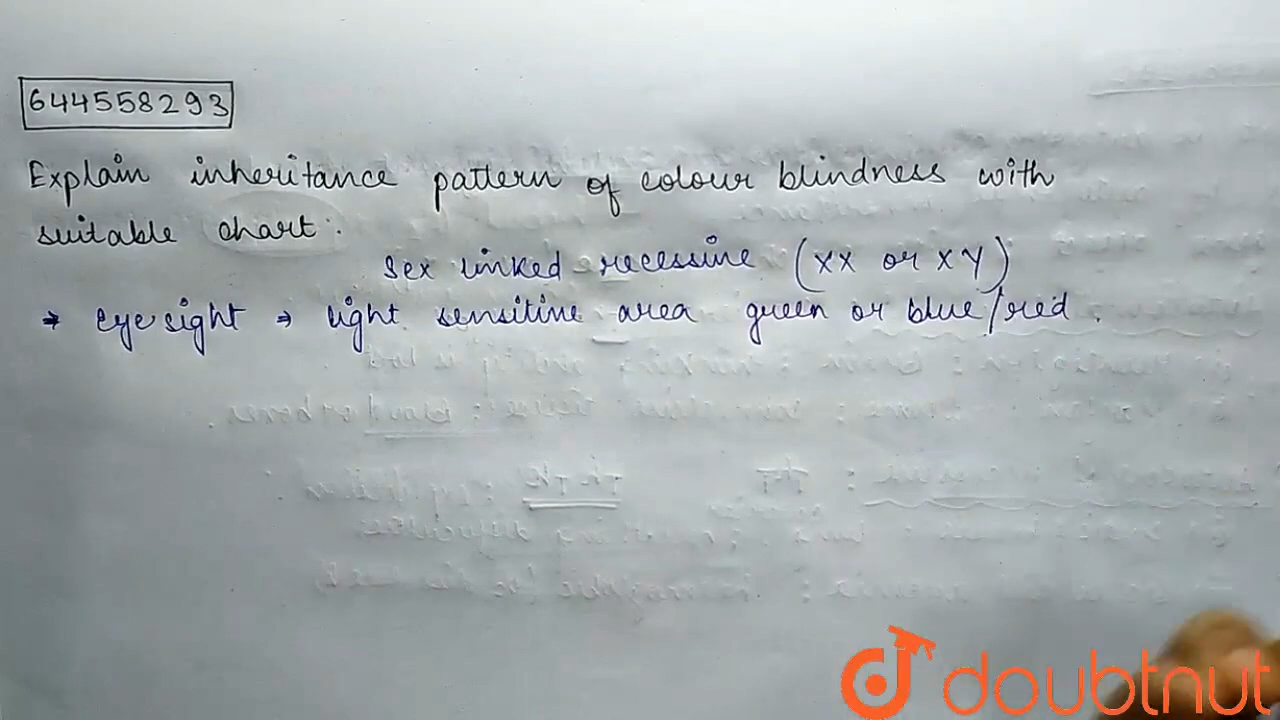 644558293
Explain inheritance pattern of colour blindness with
suitable chart.
Sex linked recessive (XX or XY)
→ eye sight → light sensitive area green or blue/red.
doubtnut